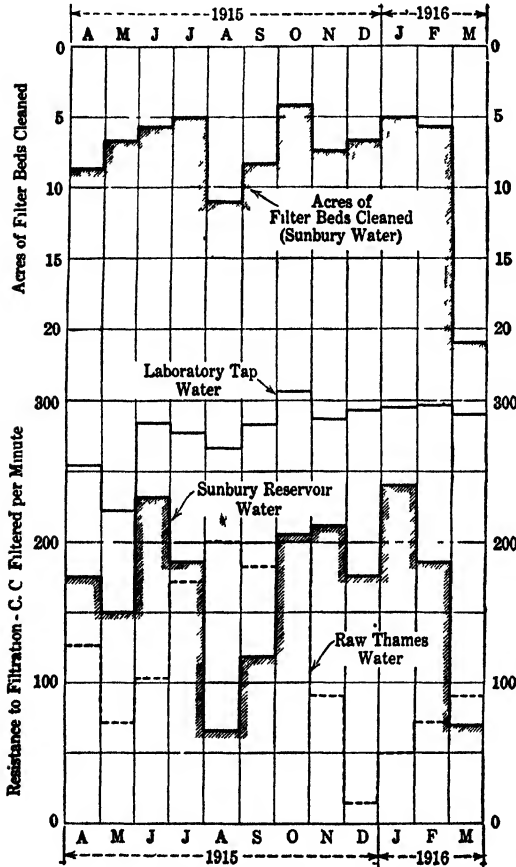 1915 1916
A M J J A S O N D J F M
0 0
5 5
10 10
15 15
20 20
Acres of Filter Beds Cleaned
Acres of
Filter Beds Cleaned
(Sunbury Water)
Laboratory Tap
Water
300 300
Sunbury Reservoir
Water
200 200
Raw Thames
Water
100 100
0 0
Resistance to Filtration - C. C Filtered per Minute
A M J J A S O N D J F M
1915 1916